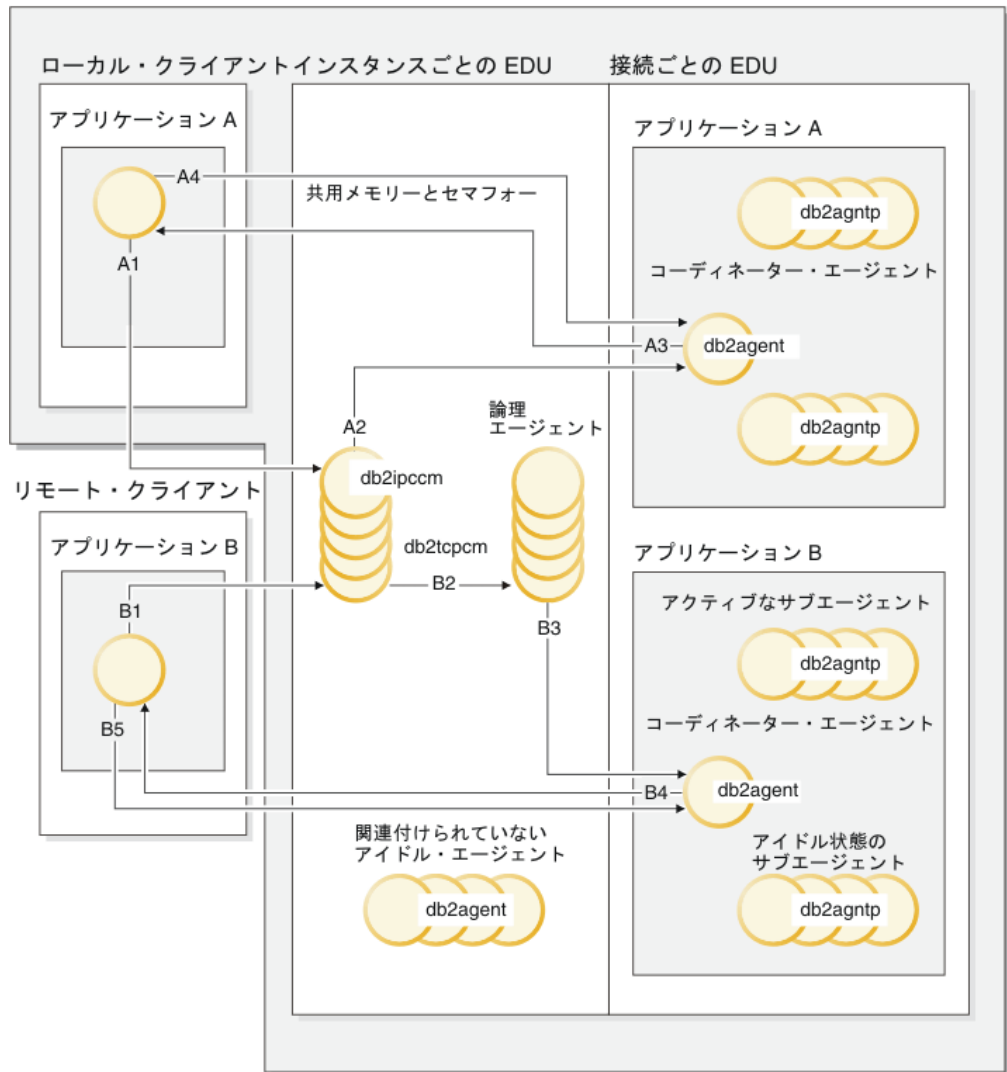 ローカル・クライアント
インスタンスごとの EDU
接続ごとの EDU
アプリケーション A
A4
共用メモリーとセマフォー
A1
アプリケーション A
db2agntp
コーディネーター・エージェント
A3
db2agent
db2agntp
A2
論理
エージェント
db2ipccm
db2tcpcm
B2
B3
リモート・クライアント
アプリケーション B
B1
B5
アプリケーション B
アクティブなサブエージェント
db2agntp
コーディネーター・エージェント
B4
db2agent
アイドル状態の
サブエージェント
db2agntp
関連付けられていない
アイドル・エージェント
db2agent